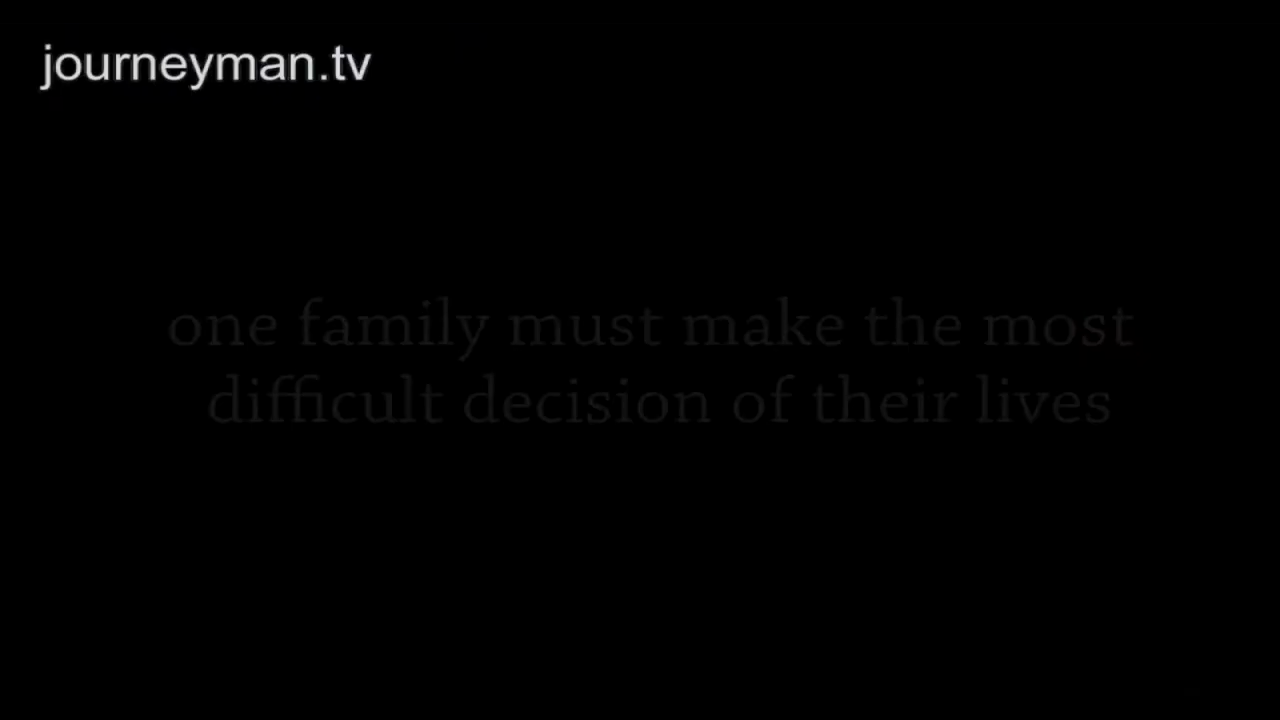 journeyman.tv
one family must make the most
difficult decision of their lives